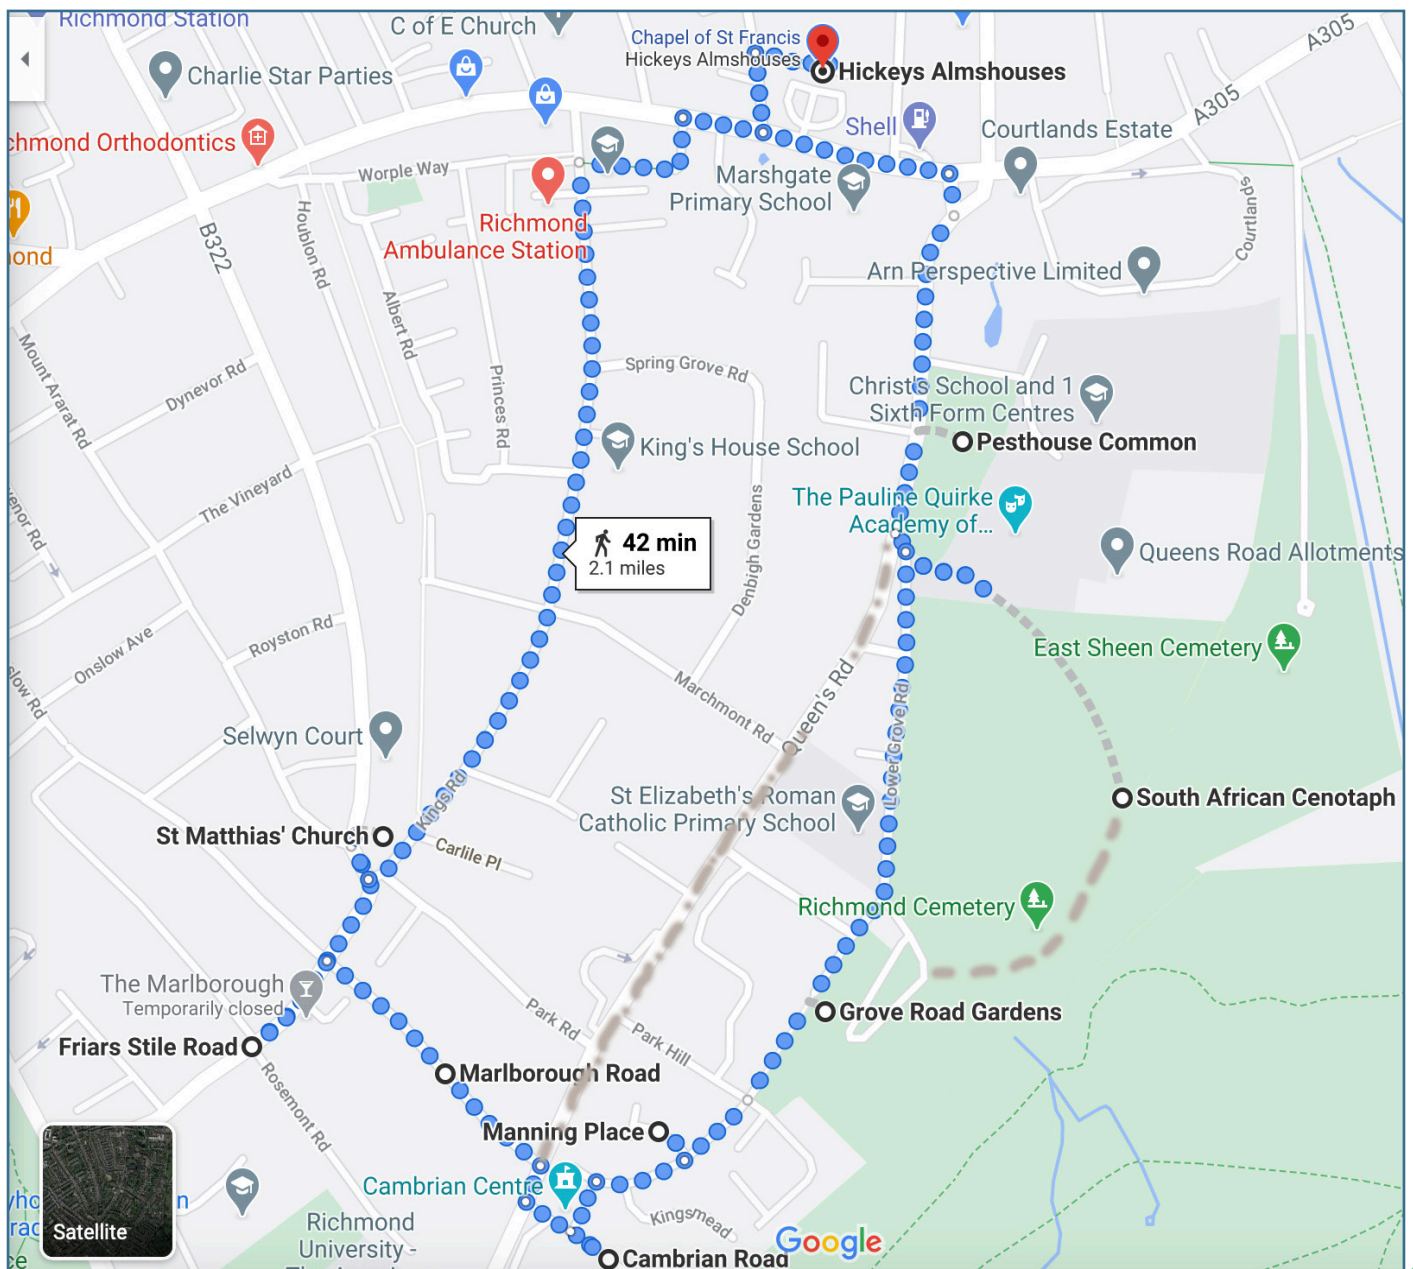 Richmond Station
C of E Church
Chapel of St Francis
Hickeys Almshouses
Hickeys Almshouses
A305
Charlie Star Parties
A305
Shell
Courtlands Estate
chmond Orthodontics
Worple Way
Marshgate
Primary School
Houblon Rd
B322
Richmond
Ambulance Station
Courtlands
ond
Arn Perspective Limited
Albert Rd
Mount Ararat Rd
Dynevor Rd
Princes Rd
Spring Grove Rd
Christ's School and 1
Sixth Form Centres
King's House School
Pesthouse Common
The Vineyard
enor Rd
The Pauline Quirke
Academy of...
42 min
2.1 miles
Denbigh Gardens
Queens Road Allotments
Onslow Ave
Royston Rd
East Sheen Cemetery
slow Rd
Marchmont Rd
Queen's Rd
Lower Grove Rd
Selwyn Court
Kings Rd
St Elizabeth's Roman
Catholic Primary School
South African Cenotaph
St Matthias' Church
Carlile Pl
Richmond Cemetery
The Marlborough
Temporarily closed
Park Rd
Park Hill
Grove Road Gardens
Friars Stile Road
Rosemont Rd
Marlborough Road
Manning Place
Cambrian Centre
Satellite
Richmond
University -
Kingsmead
Google
Cambrian Road